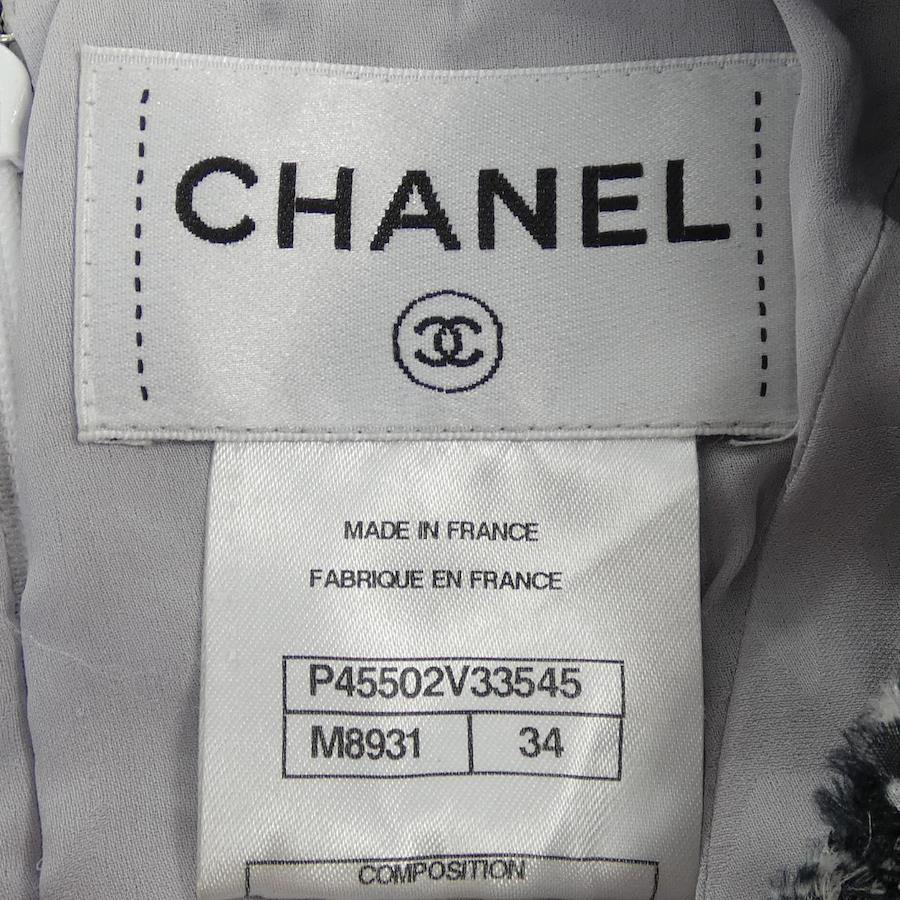 CHANEL
MADE IN FRANCE
FABRIQUE EN FRANCE
P45502V33545
M8931 34
COMPOSITION